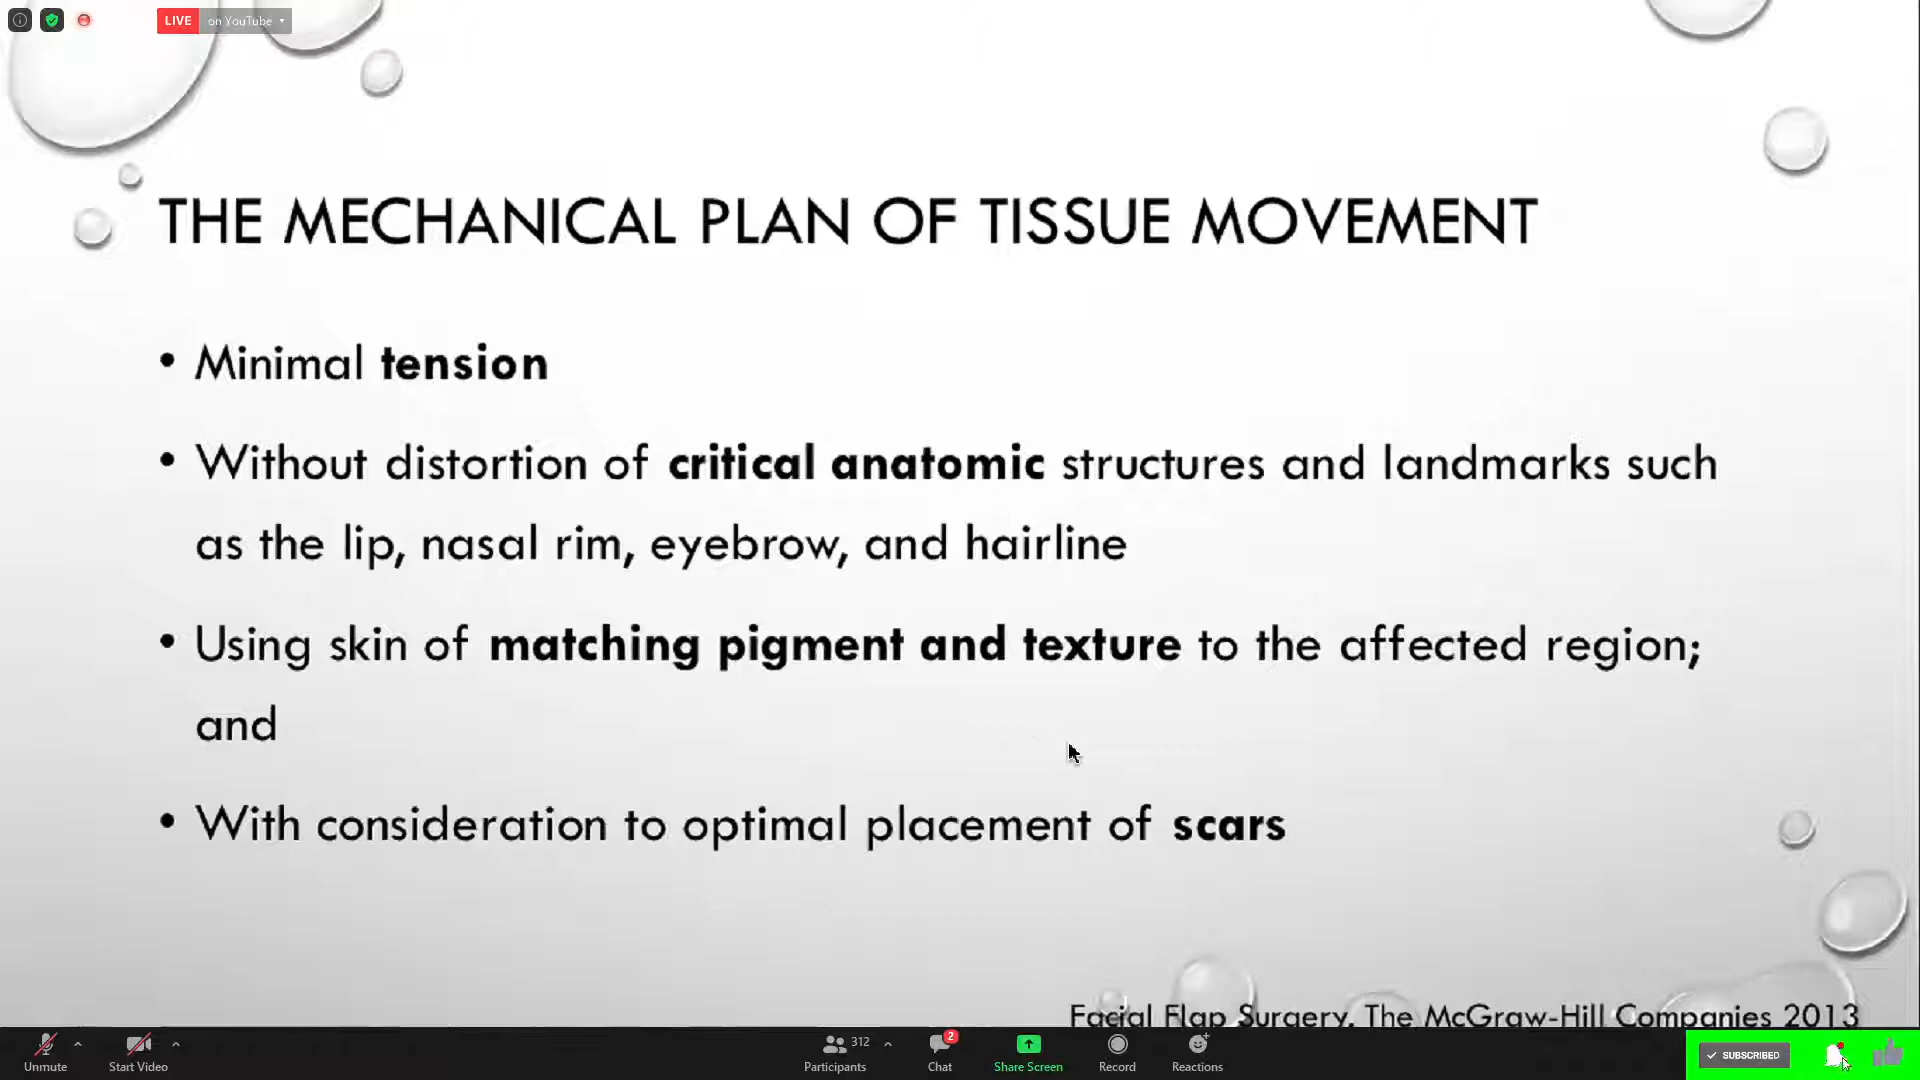 LIVE on YouTube
THE MECHANICAL PLAN OF TISSUE MOVEMENT
• Minimal tension
• Without distortion of critical anatomic structures and landmarks such
as the lip, nasal rim, eyebrow, and hairline
• Using skin of matching pigment and texture to the affected region;
and
• With consideration to optimal placement of scars
Facial Flap Surgery, The McGraw-Hill Companies 2013
312
2
SUBSCRIBED
Unmute Start Video Participants Chat Share Screen Record Reactions